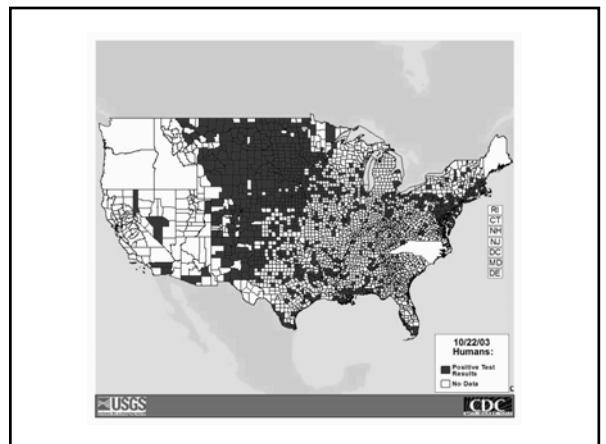 RI
CT
NH
NJ
DC
MD
DE
10/22/03
Humans:
Positive Test
Results
No Data
USGS
CDC